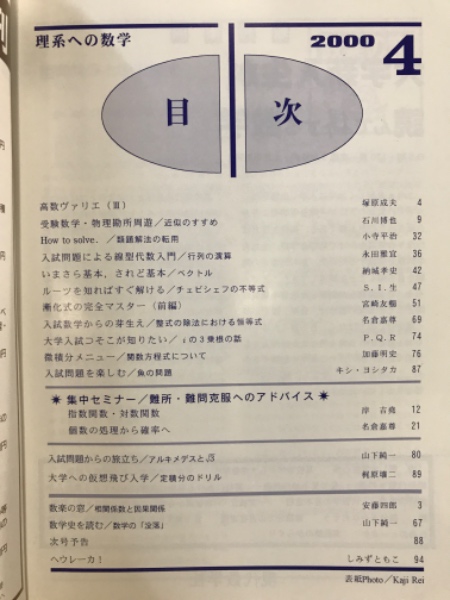 理系への数学
2000 4
目次
高数ヴァリエ（Ⅲ） 塚原成夫 4
受験数学・物理勘所周遊／近似のすすめ 石川博也 9
How to solve. ／類題解法の転用 小寺平治 32
入試問題による線型代数入門／行列の演算 永田雅宜 36
いまさら基本，されど基本／ベクトル 納城孝史 42
ルーツを知ればすぐ解ける／チェビシェフの不等式 S．I．生 47
漸化式の完全マスター（前編） 宮崎友棚 51
入試数学からの芽生え／整式の除法における恒等式 名倉嘉尊 69
大学入試つそこが知りたい／ iの3乗根の話 P．Q．R 74
微積分メニュー／関数方程式について 加藤明史 76
入試問題を楽しむ／魚の問題 キシ・ヨシタカ 87
＊集中セミナー／難所・難問克服へのアドバイス＊
指数関数・対数関数 岸 吉堯 12
個数の処理から確率へ 名倉嘉尊 21
入試問題からの旅立ち／アルキメデスと√3 山下純一 80
大学への仮想飛び入学／定積分のドリル 梶原壤二 89
数楽の窓／相関係数と因果関係 安藤四郎 3
数学史を読む／数学の「没落」 山下純一 67
次号予告 88
ヘウレーカ！ しみずともこ 94
表紙Photo／Kaji Rei